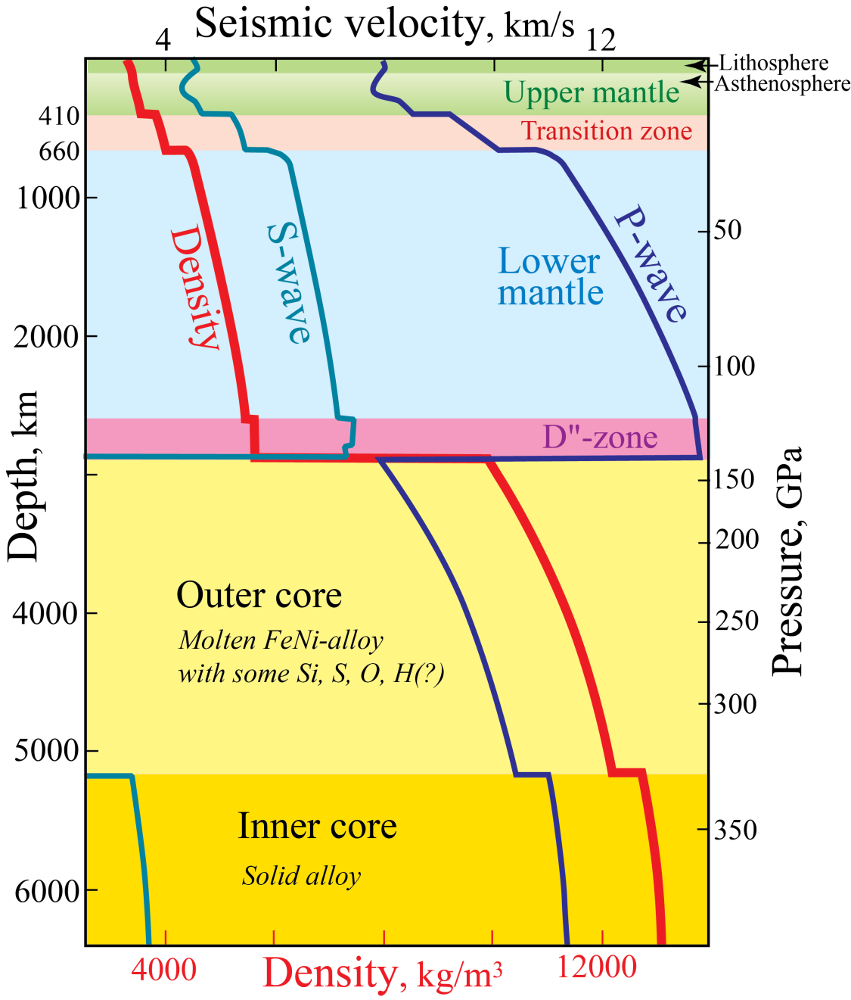 Seismic velocity, km/s
4
12
Lithosphere
Asthenosphere
Upper mantle
410
Transition zone
660
1000
50
P-wave
S-wave
Density
Lower
mantle
2000
100
Depth, km
D"-zone
150
Pressure, GPa
200
Outer core
4000
250
Molten FeNi-alloy
with some Si, S, O, H(?)
300
5000
Inner core
350
Solid alloy
6000
4000
Density, kg/m³
12000